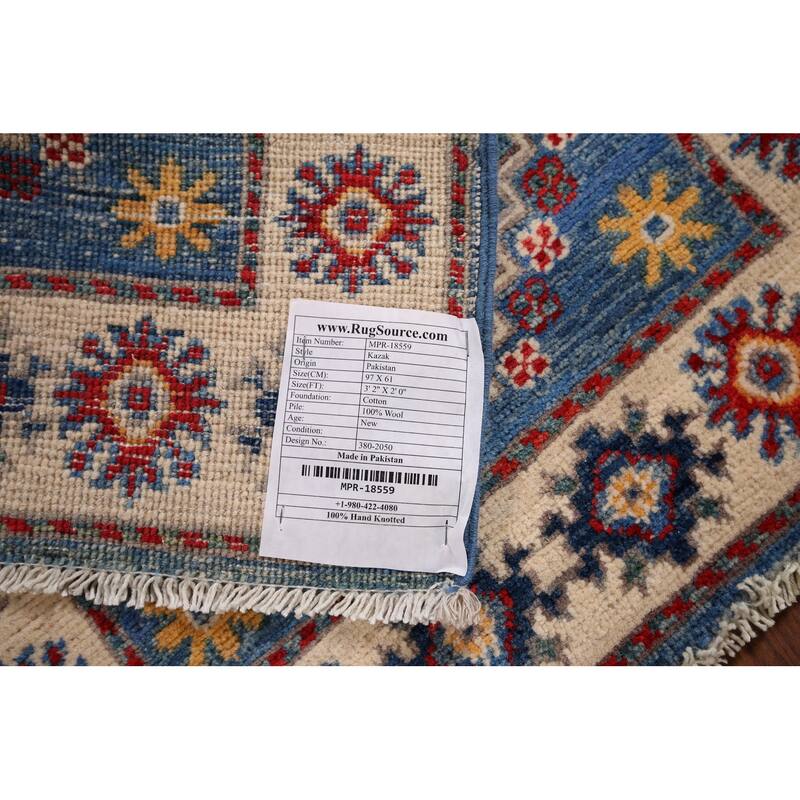 www.RugSource.com
Item Number: MPR-18559
Style Kazak
Origin Pakistan
Size(CM): 97 X 61
Size(FT): 3' 2" X 2' 0"
Foundation: Cotton
Pile: 100% Wool
Age: New
Condition:
Design No.: 380-2050
Made in Pakistan
MPR-18559
+1-980-422-4080
100% Hand Knotted